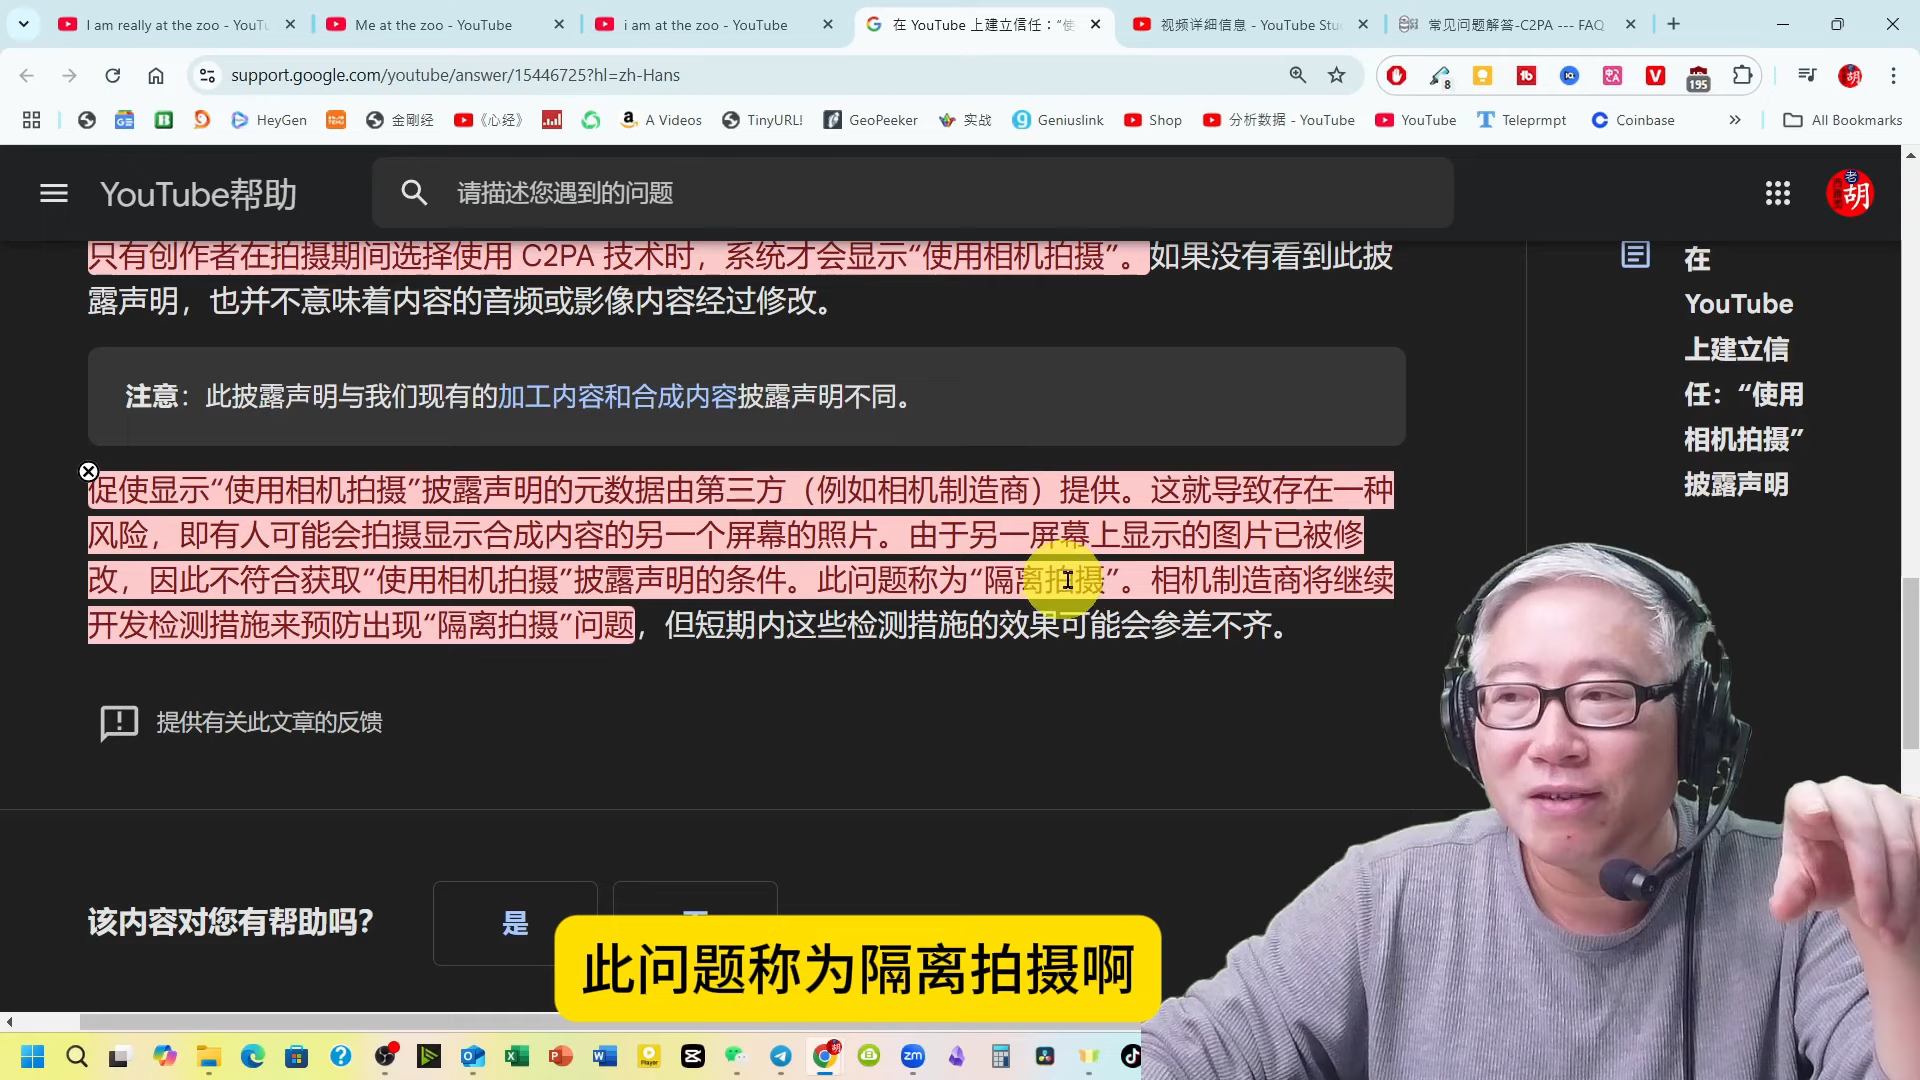 I am really at the zoo - YouTu
Me at the zoo - YouTube
i am at the zoo - YouTube
在 YouTube 上建立信任：“使
视频详细信息 - YouTube Stu
常见问题解答-C2PA --- FAQ
support.google.com/youtube/answer/15446725?hl=zh-Hans
8
195
胡
HeyGen
金刚经
《心经》
A Videos
TinyURL!
GeoPeeker
实战
Geniuslink
Shop
分析数据 - YouTube
YouTube
Teleprmpt
Coinbase
All Bookmarks
YouTube帮助
请描述您遇到的问题
老
胡
只有创作者在拍摄期间选择使用 C2PA 技术时，系统才会显示“使用相机拍摄”。如果没有看到此披
露声明，也并不意味着内容的音频或影像内容经过修改。
注意：此披露声明与我们现有的加工内容和合成内容披露声明不同。
促使显示“使用相机拍摄”披露声明的元数据由第三方（例如相机制造商）提供。这就导致存在一种
风险，即有人可能会拍摄显示合成内容的另一个屏幕的照片。由于另一屏幕上显示的图片已被修
改，因此不符合获取“使用相机拍摄”披露声明的条件。此问题称为“隔离拍摄”。相机制造商将继续
开发检测措施来预防出现“隔离拍摄”问题，但短期内这些检测措施的效果可能会参差不齐。
在
YouTube
上建立信
任：“使用
相机拍摄”
披露声明
提供有关此文章的反馈
该内容对您有帮助吗？
是
此问题称为隔离拍摄啊